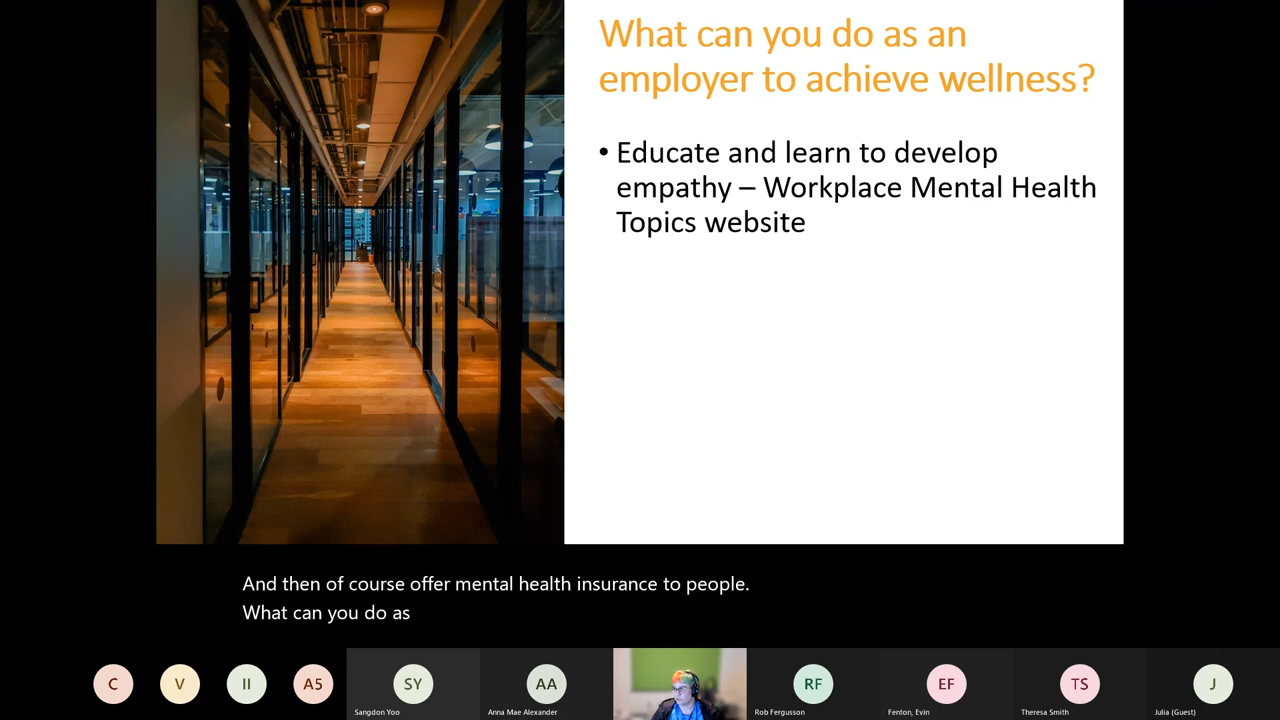 What can you do as an
employer to achieve wellness?
• Educate and learn to develop
empathy – Workplace Mental Health
Topics website
And then of course offer mental health insurance to people.
What can you do as
C
V
II
A5
SY
AA
RF
EF
TS
J
Sangdon Yoo
Anna Mae Alexander
Rob Fergusson
Fenton, Evin
Theresa Smith
Julia (Guest)